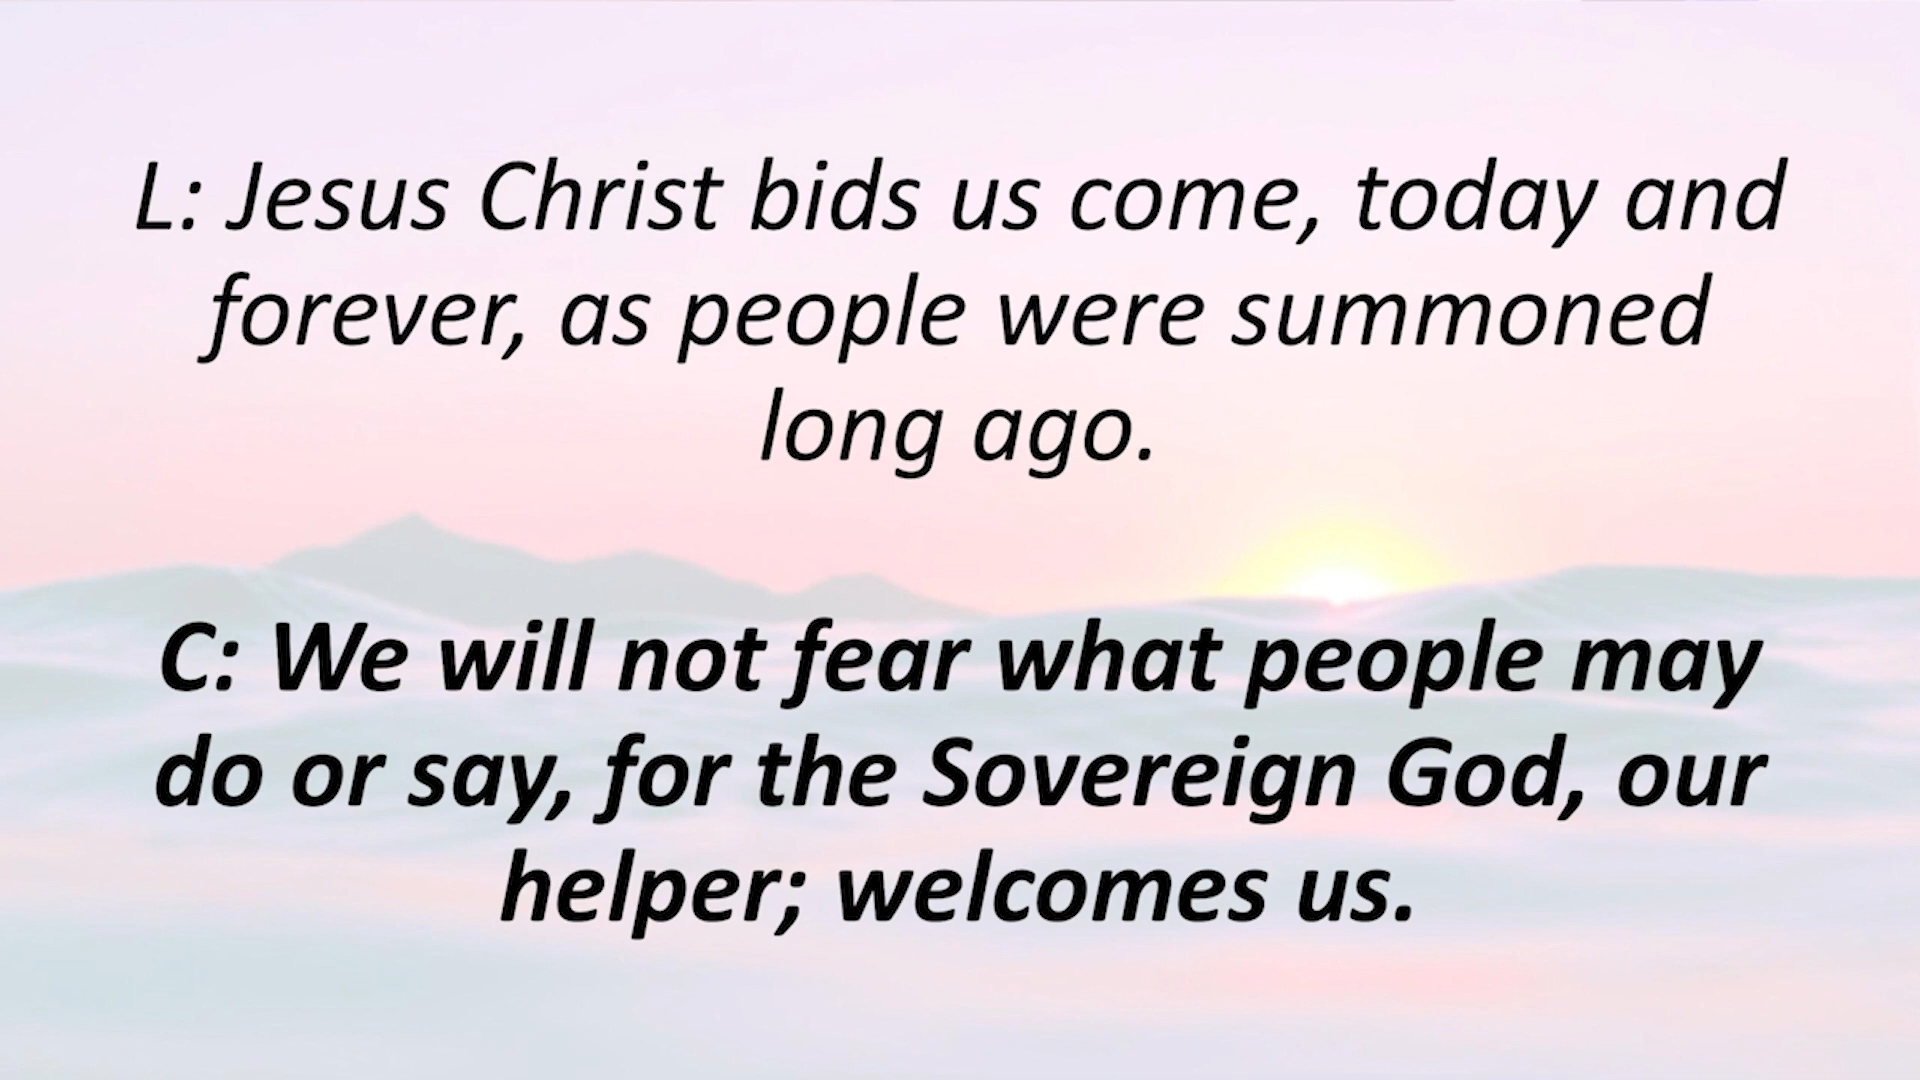 L: Jesus Christ bids us come, today and
forever, as people were summoned
long ago.
C: We will not fear what people may
do or say, for the Sovereign God, our
helper; welcomes us.